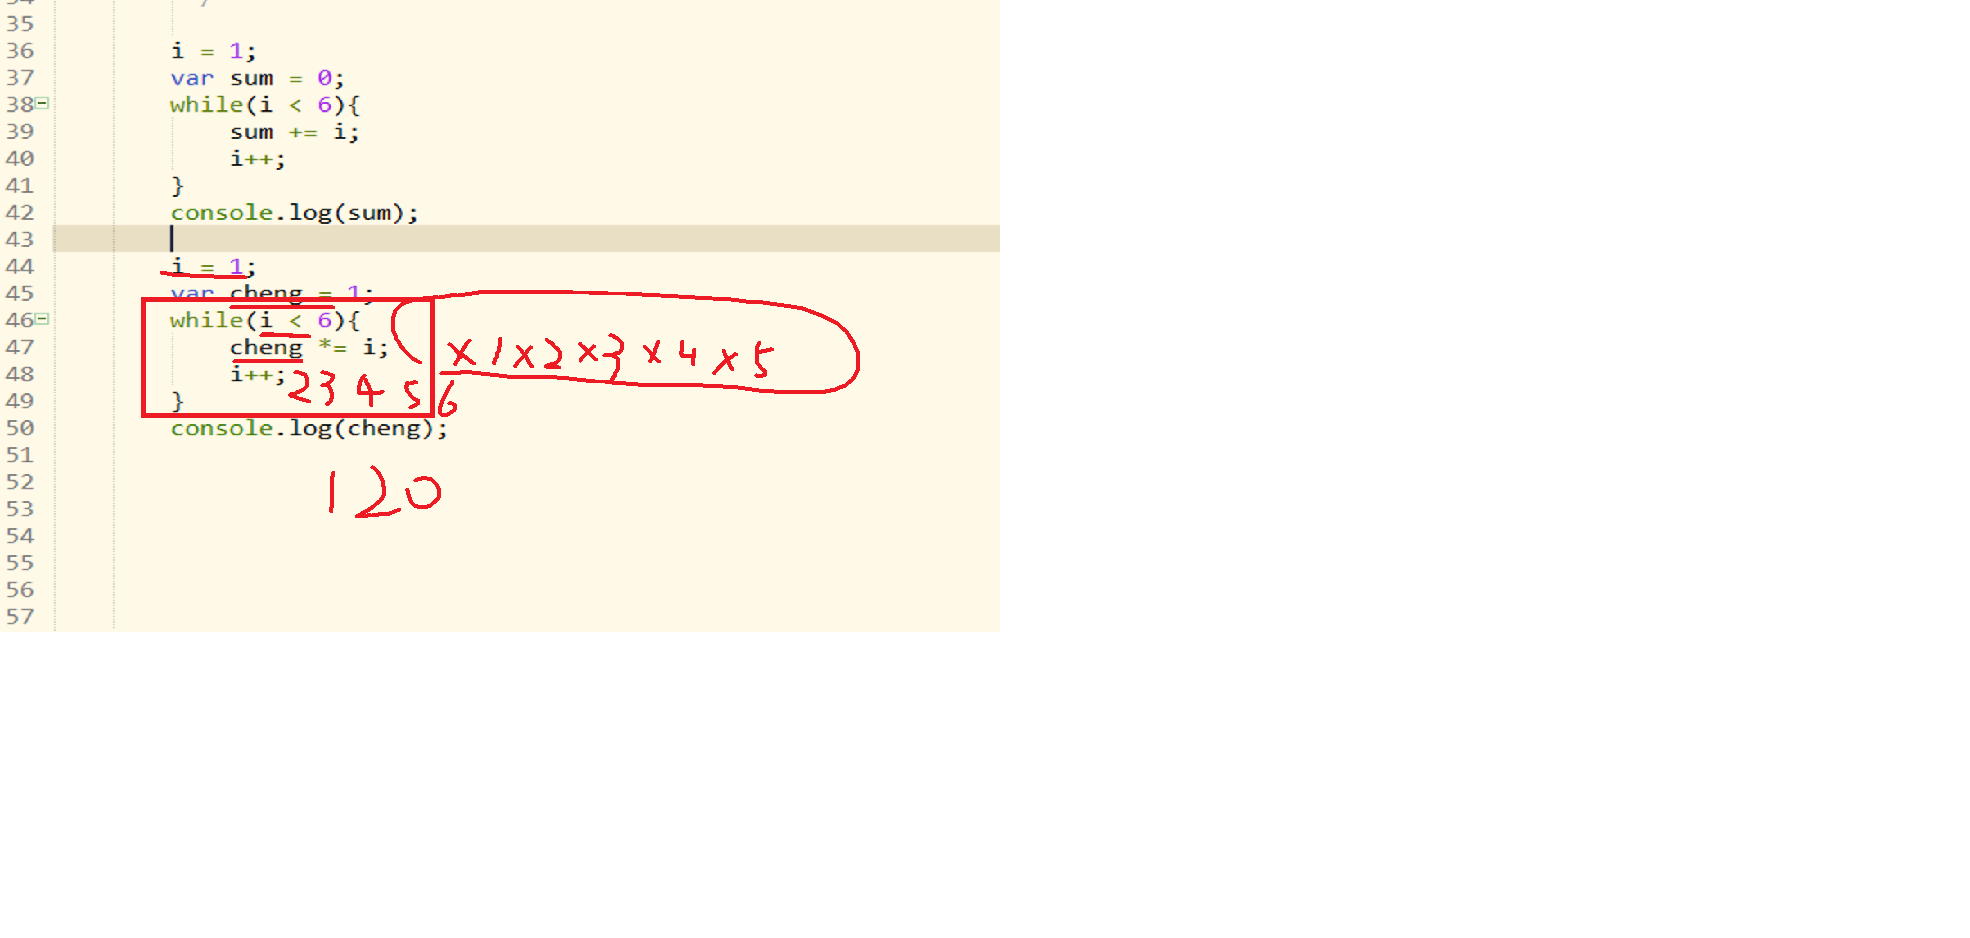 35
36 i = 1;
37 var sum = 0;
38 while(i < 6){
39 sum += i;
40 i++;
41 }
42 console.log(sum);
43
44 i = 1;
45 var cheng = 1;
46 while(i < 6){
47 cheng *= i; ×1×2×3×4×5
48 i++; 2 3 4 5 6
49 }
50 console.log(cheng);
51
52 120
53
54
55
56
57